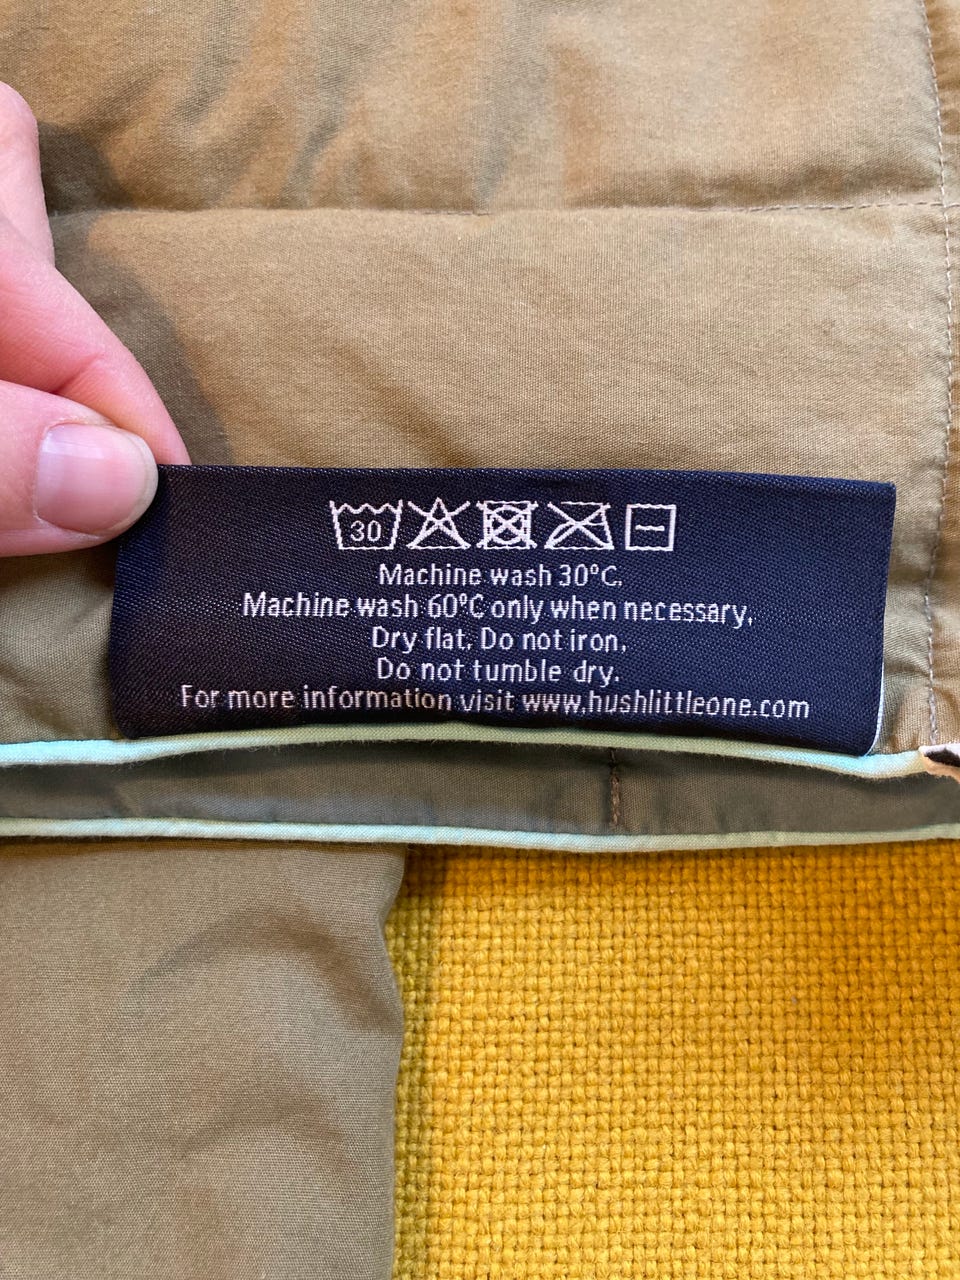 30
Machine wash 30°C.
Machine wash 60°C only when necessary.
Dry flat. Do not iron.
Do not tumble dry.
For more information visit www.hushlittleone.com